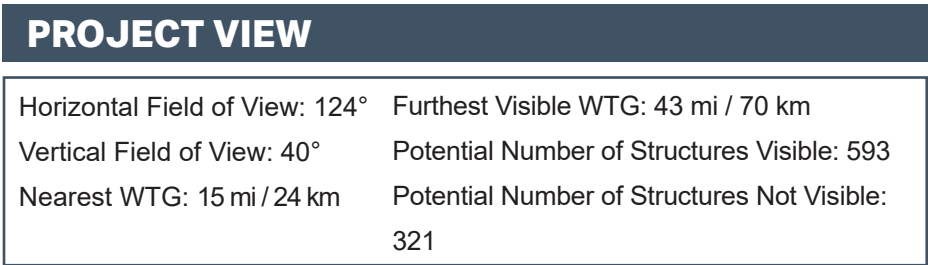 PROJECT VIEW
Horizontal Field of View: 124°
Vertical Field of View: 40°
Nearest WTG: 15 mi / 24 km
Furthest Visible WTG: 43 mi / 70 km
Potential Number of Structures Visible: 593
Potential Number of Structures Not Visible:
321